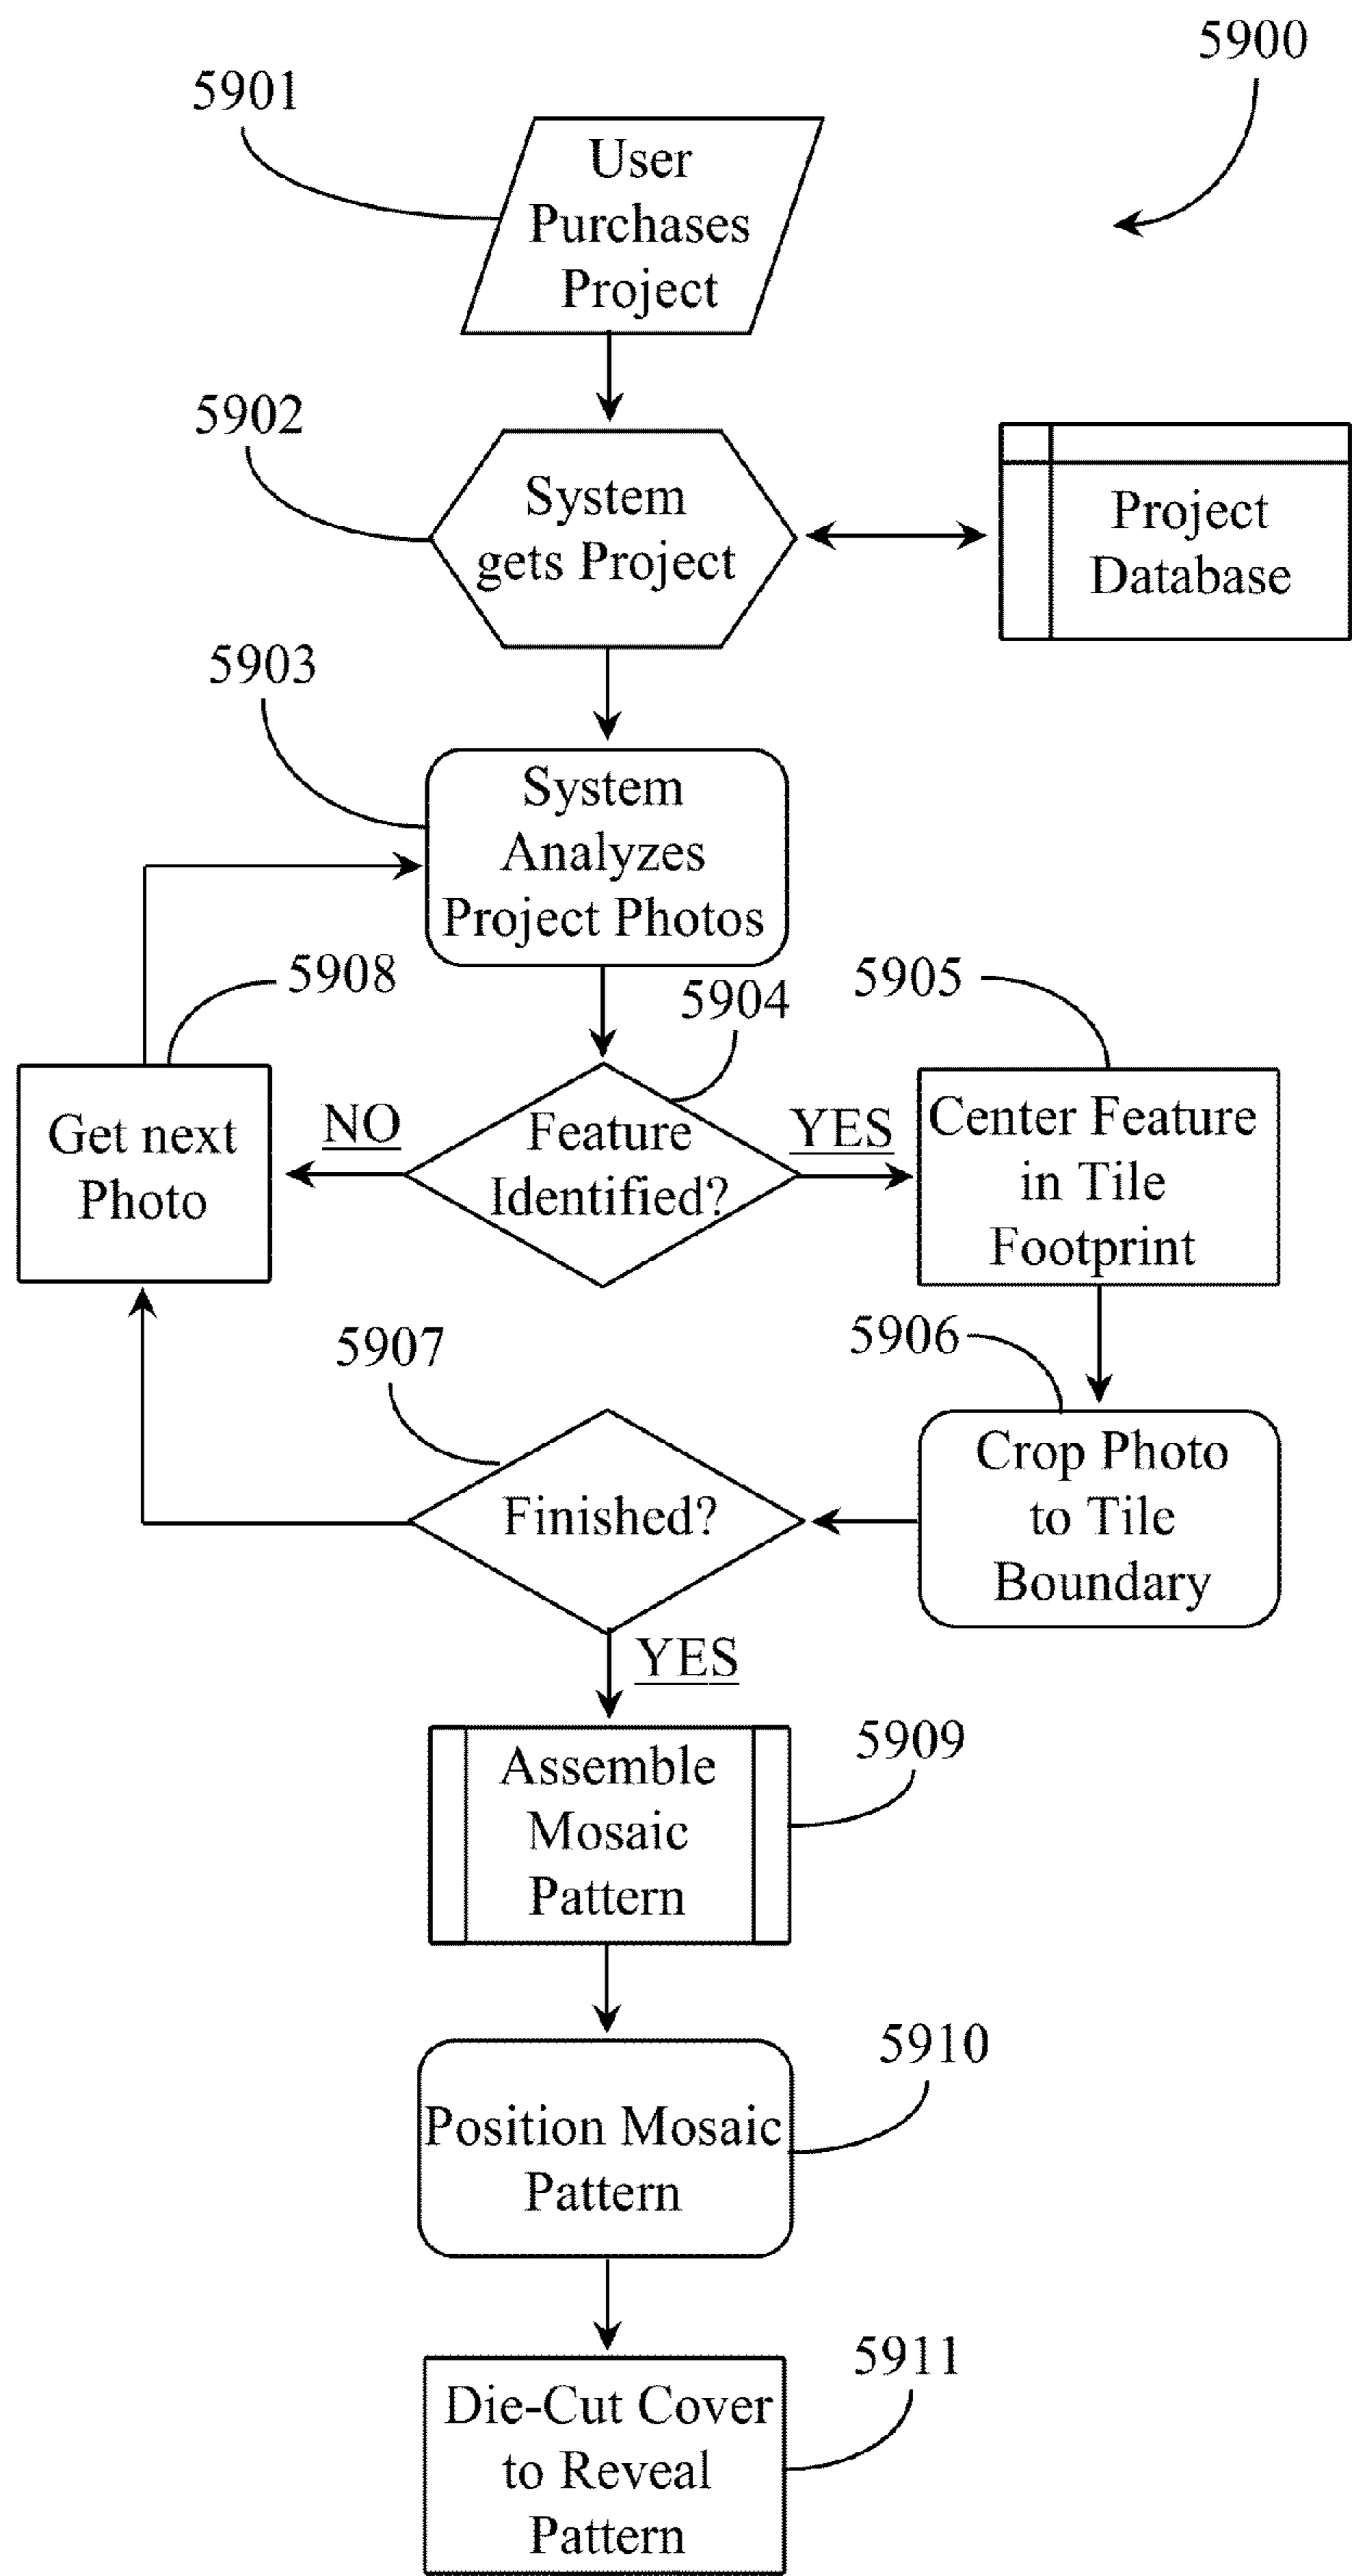 5900
5901
User
Purchases
Project
5902
System
gets Project
Project
Database
5903
System
Analyzes
Project Photos
5908
5904
5905
Get next
Photo
NO
Feature
Identified?
YES
Center Feature
in Tile
Footprint
5907
5906
Finished?
Crop Photo
to Tile
Boundary
YES
Assemble
Mosaic
Pattern
5909
Position Mosaic
Pattern
5910
Die-Cut Cover
to Reveal
Pattern
5911